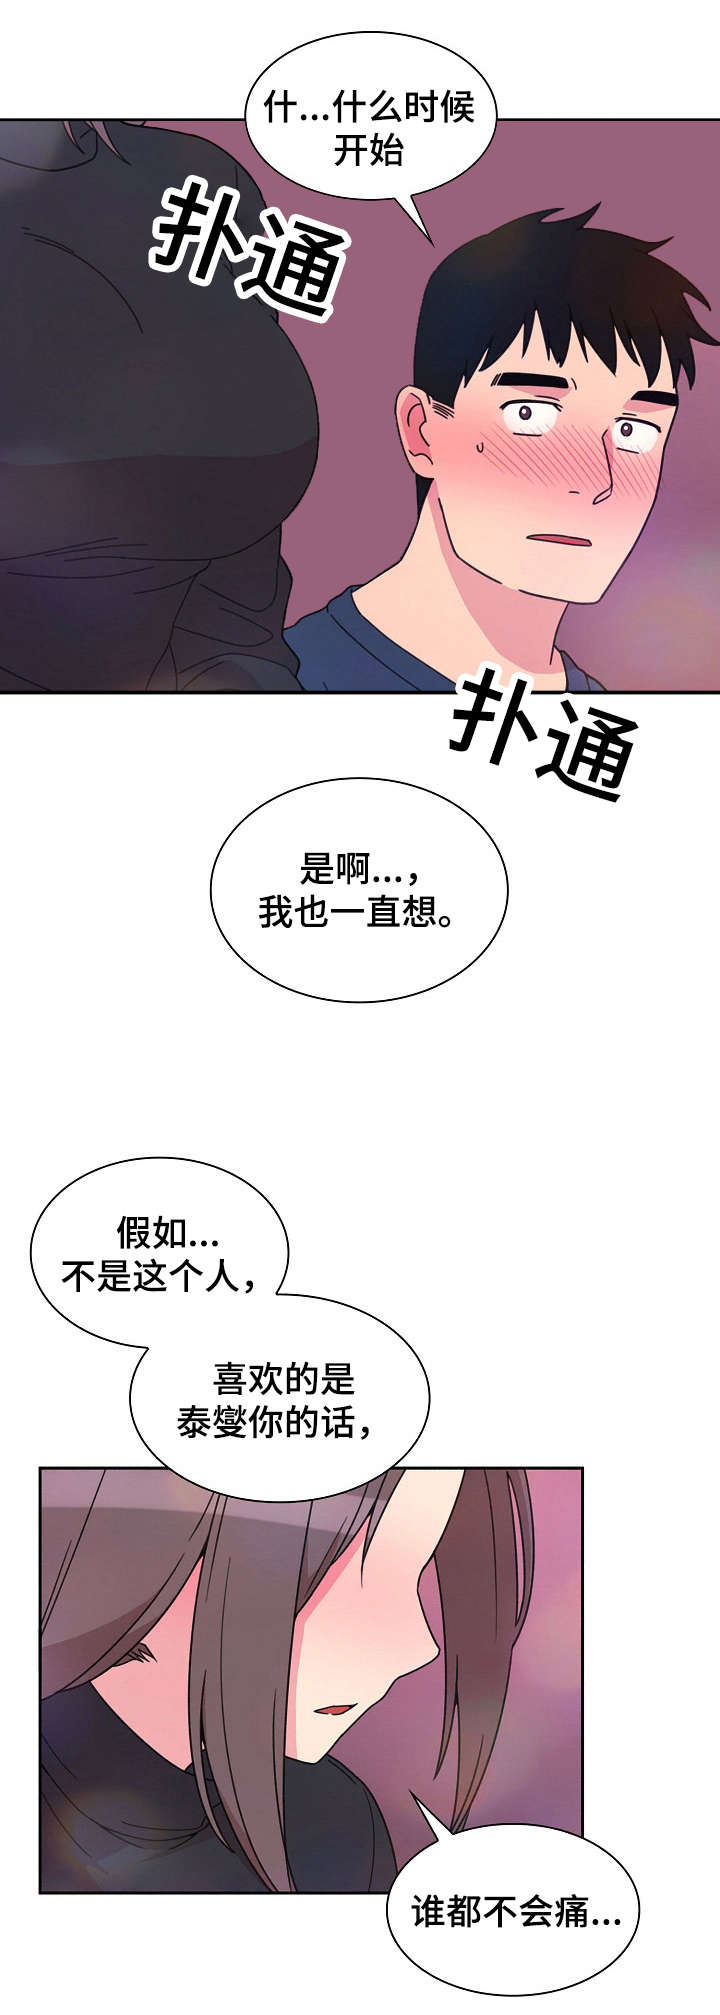 什…什么时候
开始
扑通
扑通
是啊…，
我也一直想。
假如…
不是这个人，
喜欢的是
泰燮你的话，
谁都不会痛…